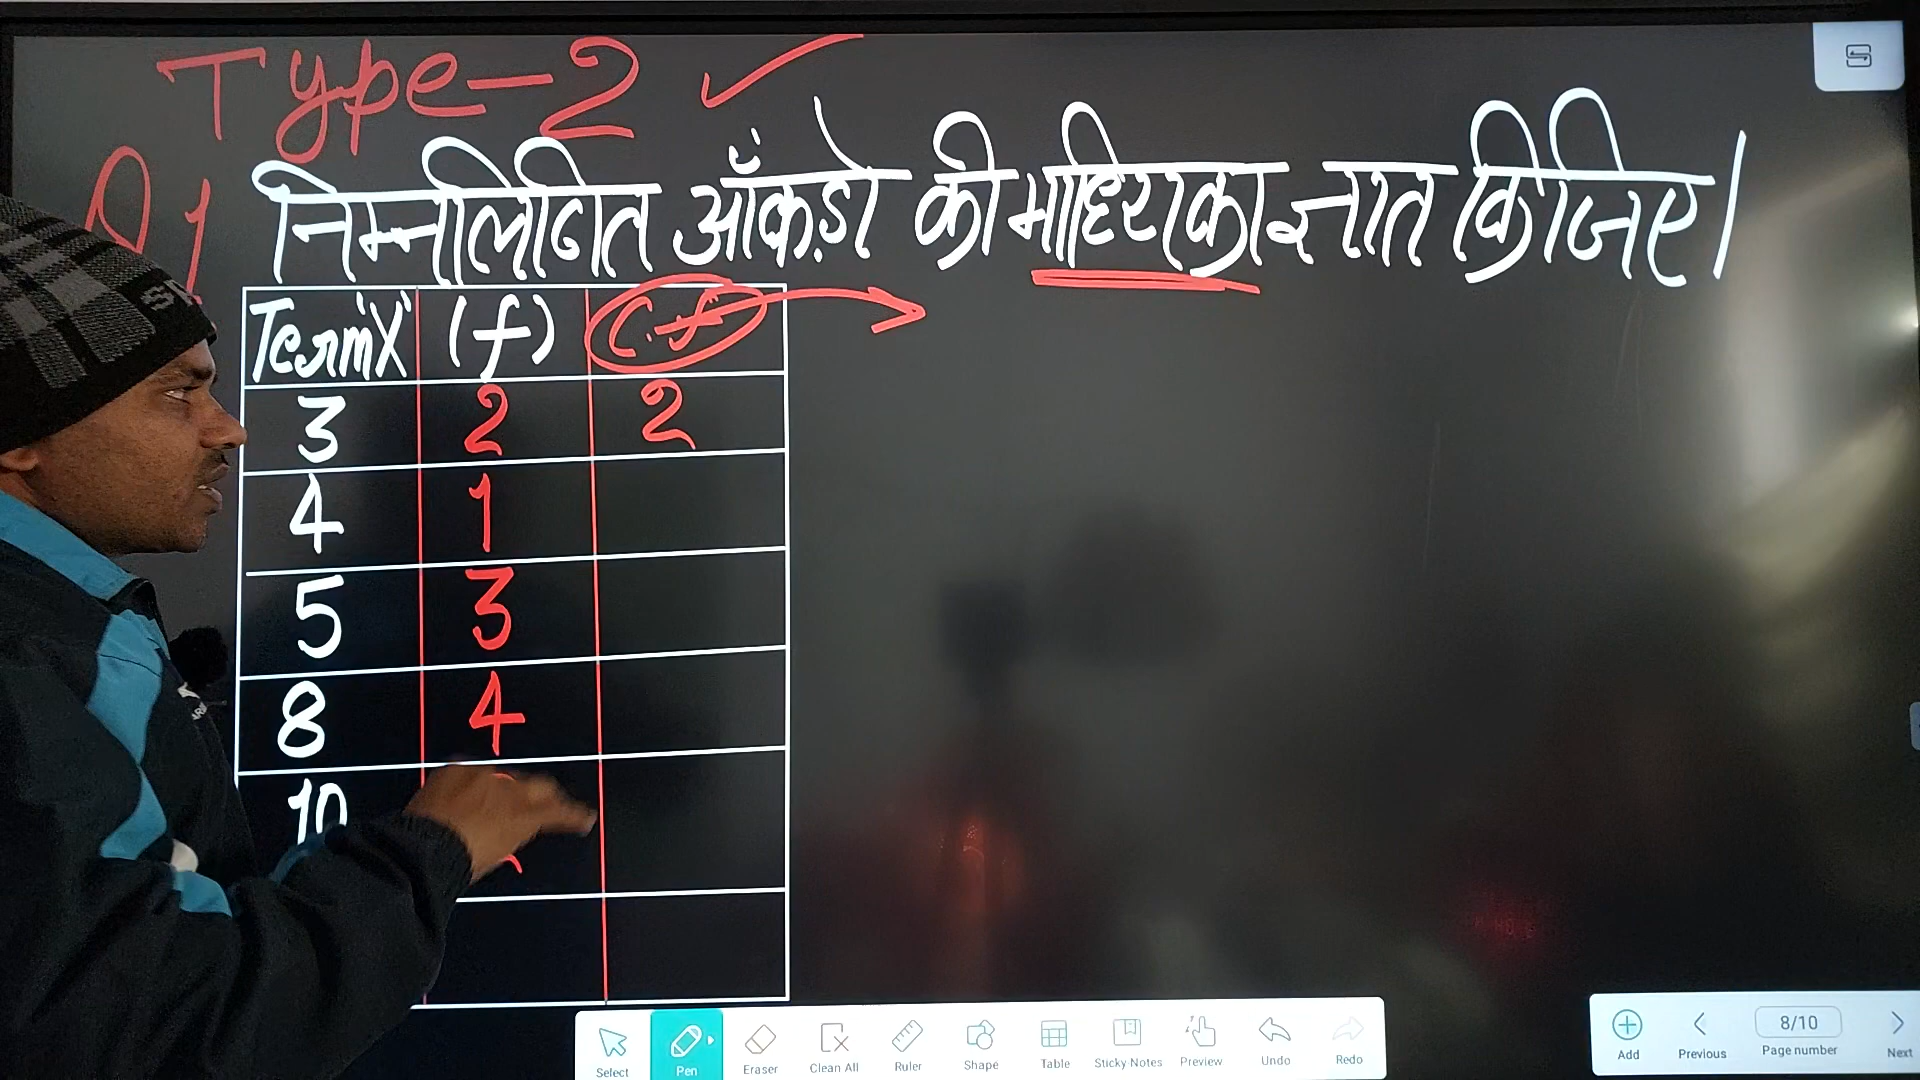 Type-2 ✓
Q1 निम्नलिखित आँकड़ो की माध्यिका ज्ञात किजिए।
Term'X' (f) C.f
3 2 2
4 1
5 3
8 4
10
Select Pen Eraser Clean All Ruler Shape Table Sticky Notes Preview Undo Redo
Add Previous 8/10 Page number Next